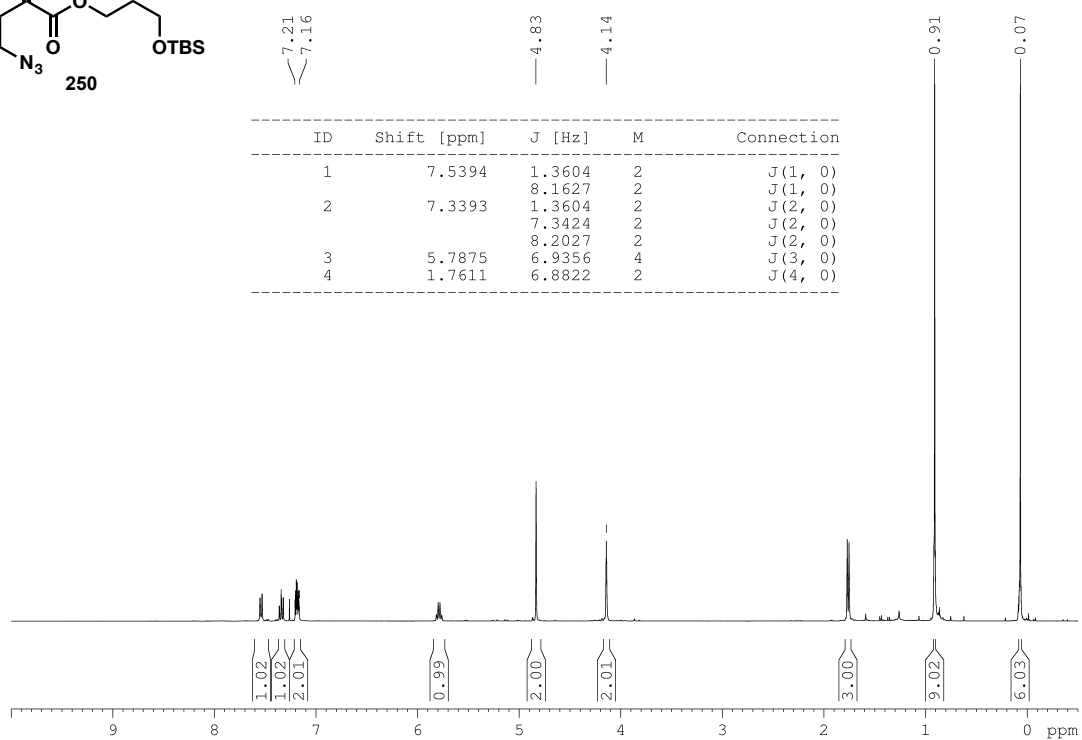 O
O
OTBS
N3
250
7.21
7.16
4.83
4.14
0.91
0.07
ID Shift [ppm] J [Hz] M Connection
1 7.5394 1.3604 2 J(1, 0)
8.1627 2 J(1, 0)
2 7.3393 1.3604 2 J(2, 0)
7.3424 2 J(2, 0)
8.2027 2 J(2, 0)
3 5.7875 6.9356 4 J(3, 0)
4 1.7611 6.8822 2 J(4, 0)
1.02
1.02
2.01
0.99
2.00
2.01
3.00
9.02
6.03
9 8 7 6 5 4 3 2 1 0 ppm